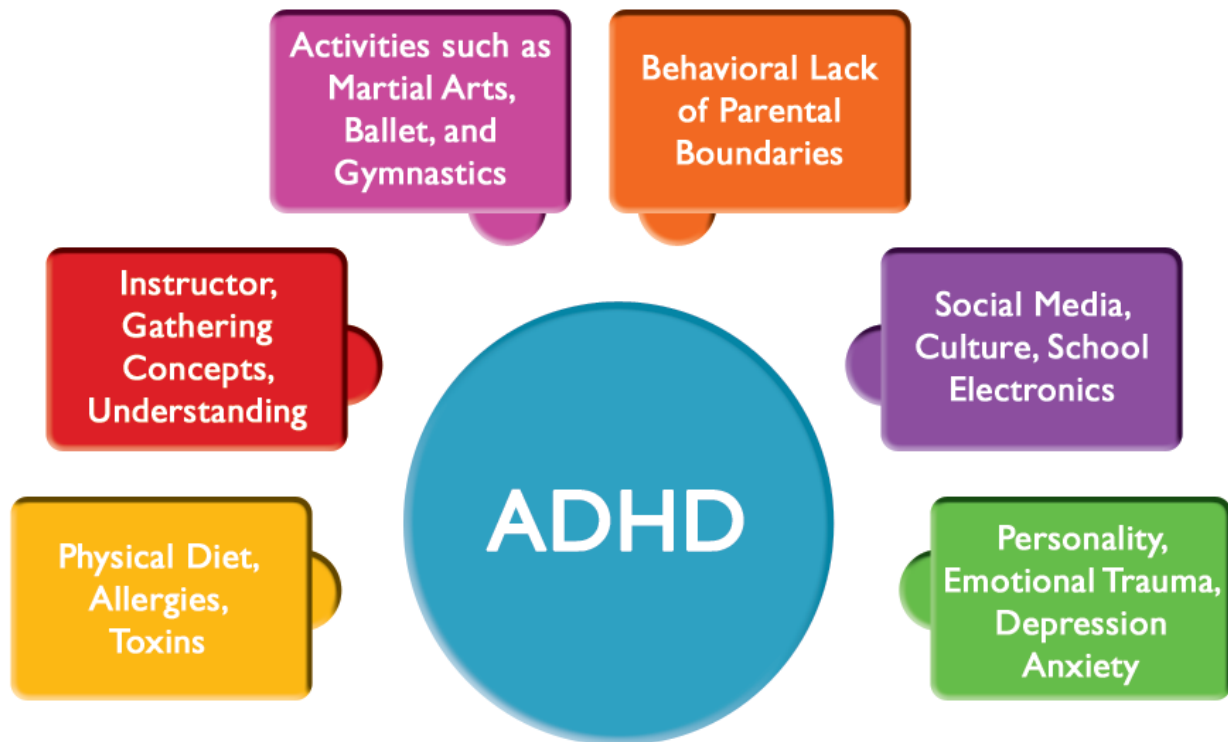 Activities such as
Martial Arts,
Ballet, and
Gymnastics
Behavioral Lack
of Parental
Boundaries
Instructor,
Gathering
Concepts,
Understanding
Social Media,
Culture, School
Electronics
Physical Diet,
Allergies,
Toxins
ADHD
Personality,
Emotional Trauma,
Depression
Anxiety